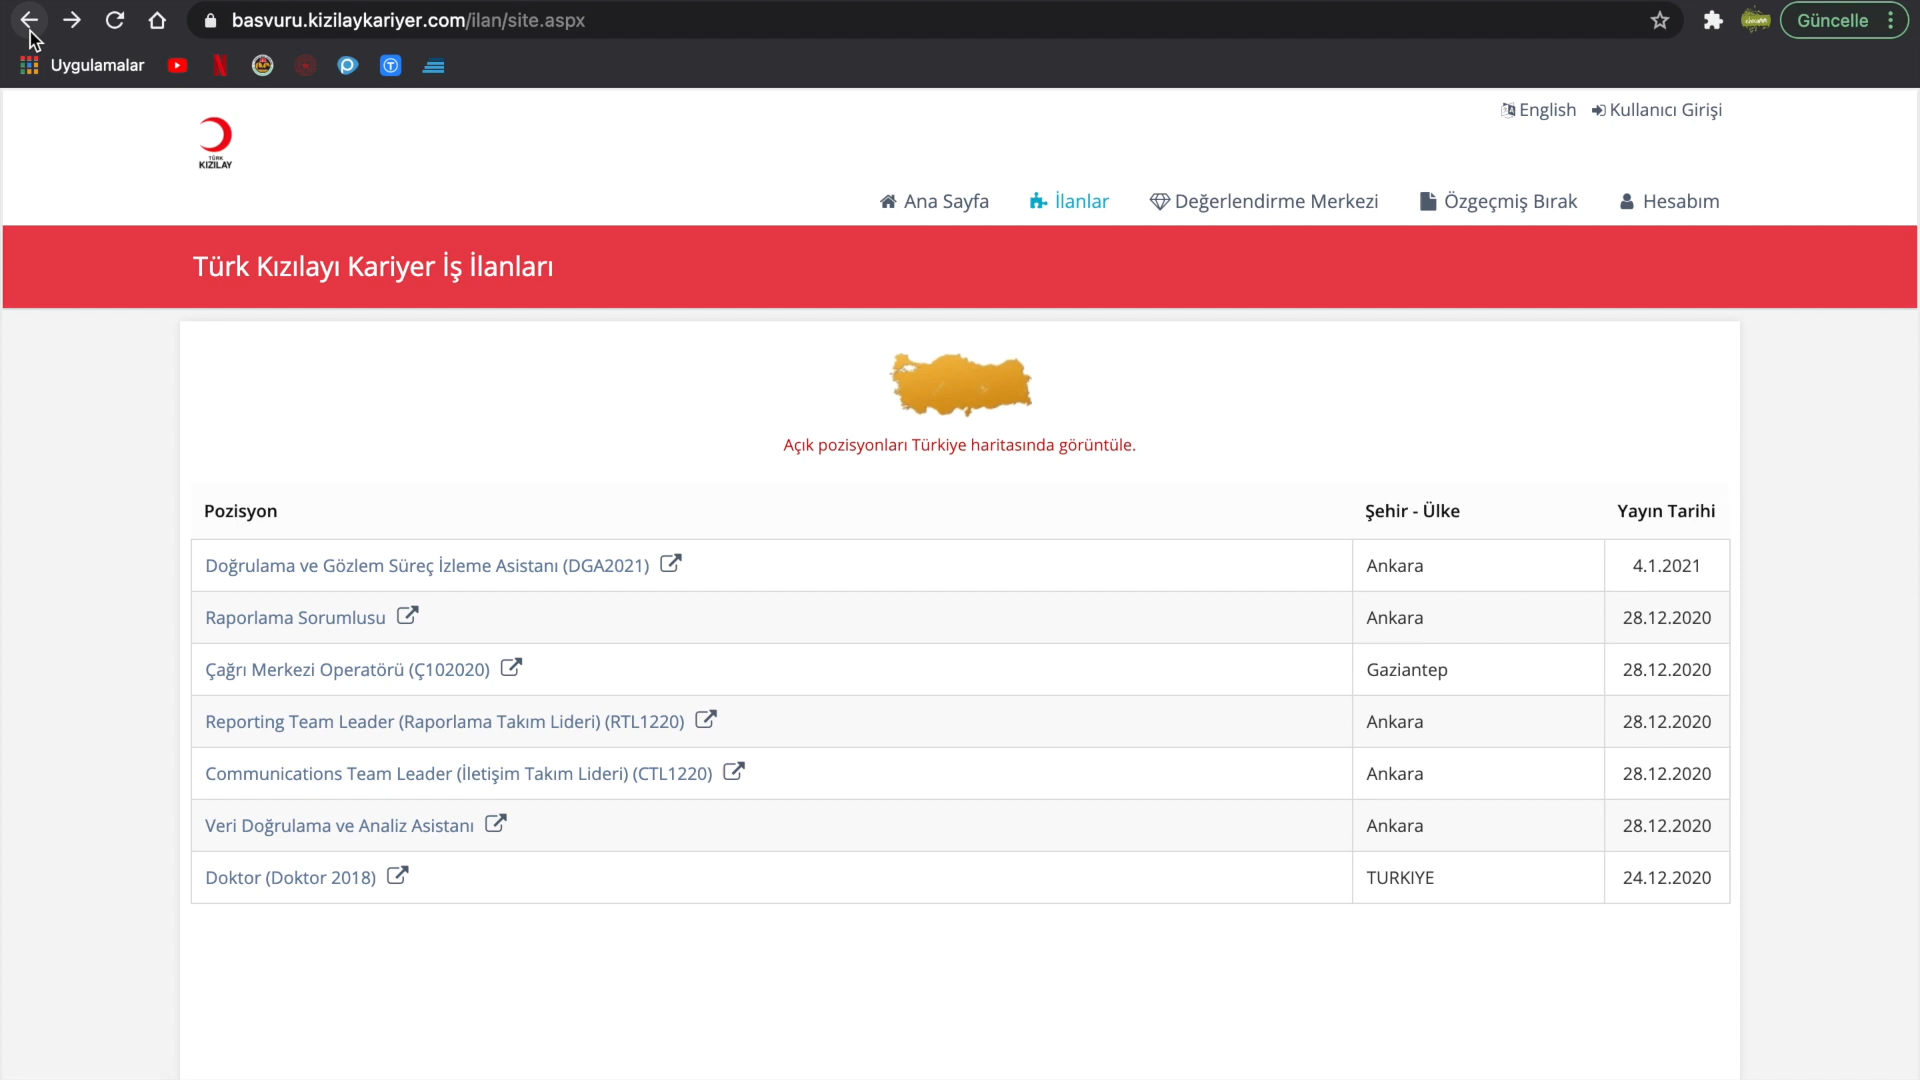 basvuru.kizilaykariyer.com/ilan/site.aspx
Güncelle
Uygulamalar
English Kullanıcı Girişi
TÜRK
KIZILAY
Ana Sayfa İlanlar Değerlendirme Merkezi Özgeçmiş Bırak Hesabım
Türk Kızılayı Kariyer İş İlanları
Açık pozisyonları Türkiye haritasında görüntüle.
Pozisyon Şehir - Ülke Yayın Tarihi
Doğrulama ve Gözlem Süreç İzleme Asistanı (DGA2021) Ankara 4.1.2021
Raporlama Sorumlusu Ankara 28.12.2020
Çağrı Merkezi Operatörü (Ç102020) Gaziantep 28.12.2020
Reporting Team Leader (Raporlama Takım Lideri) (RTL1220) Ankara 28.12.2020
Communications Team Leader (İletişim Takım Lideri) (CTL1220) Ankara 28.12.2020
Veri Doğrulama ve Analiz Asistanı Ankara 28.12.2020
Doktor (Doktor 2018) TURKIYE 24.12.2020